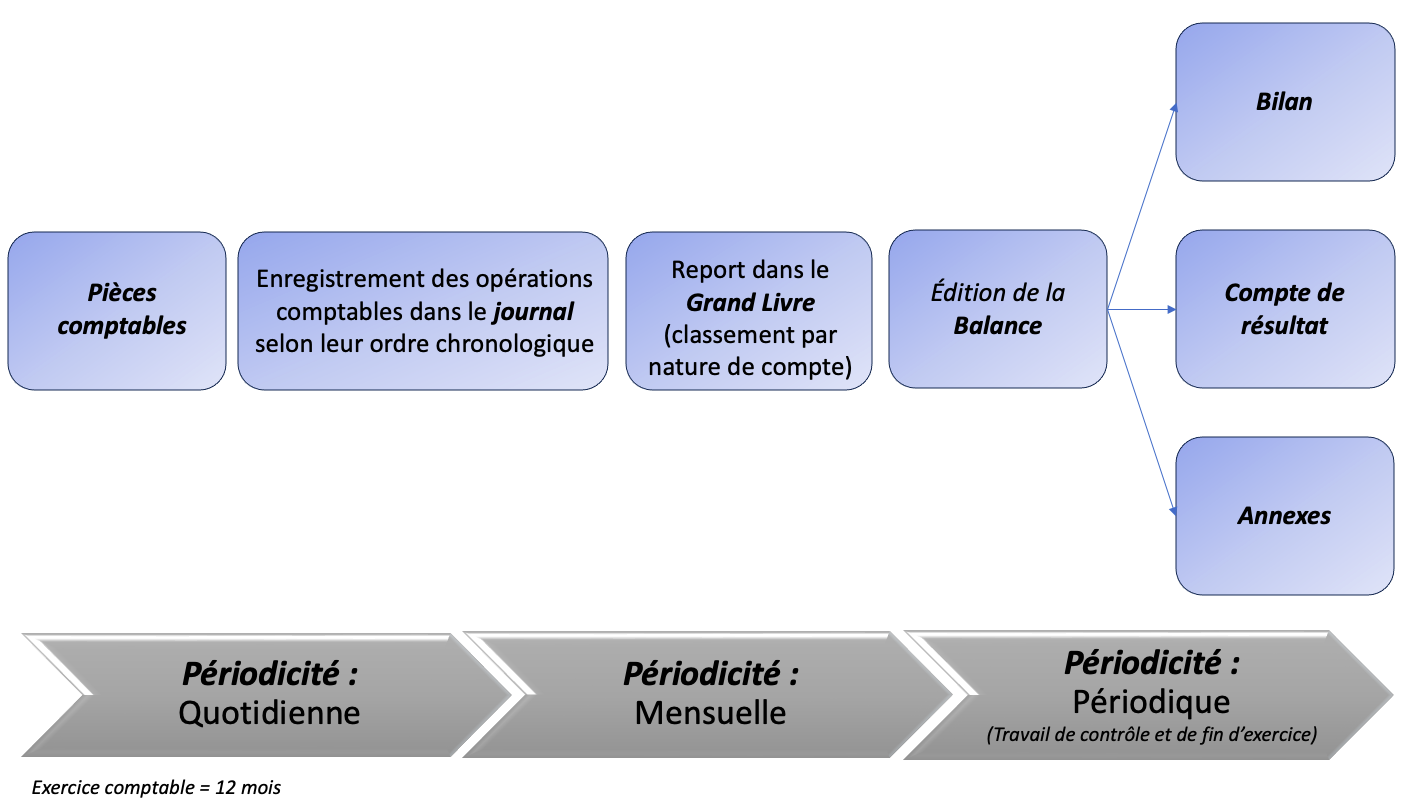 Bilan
Pièces
comptables
Enregistrement des opérations
comptables dans le journal
selon leur ordre chronologique
Report dans le
Grand Livre
(classement par
nature de compte)
Édition de la
Balance
Compte de
résultat
Annexes
Périodicité :
Quotidienne
Périodicité :
Mensuelle
Périodicité :
Périodique
(Travail de contrôle et de fin d’exercice)
Exercice comptable = 12 mois